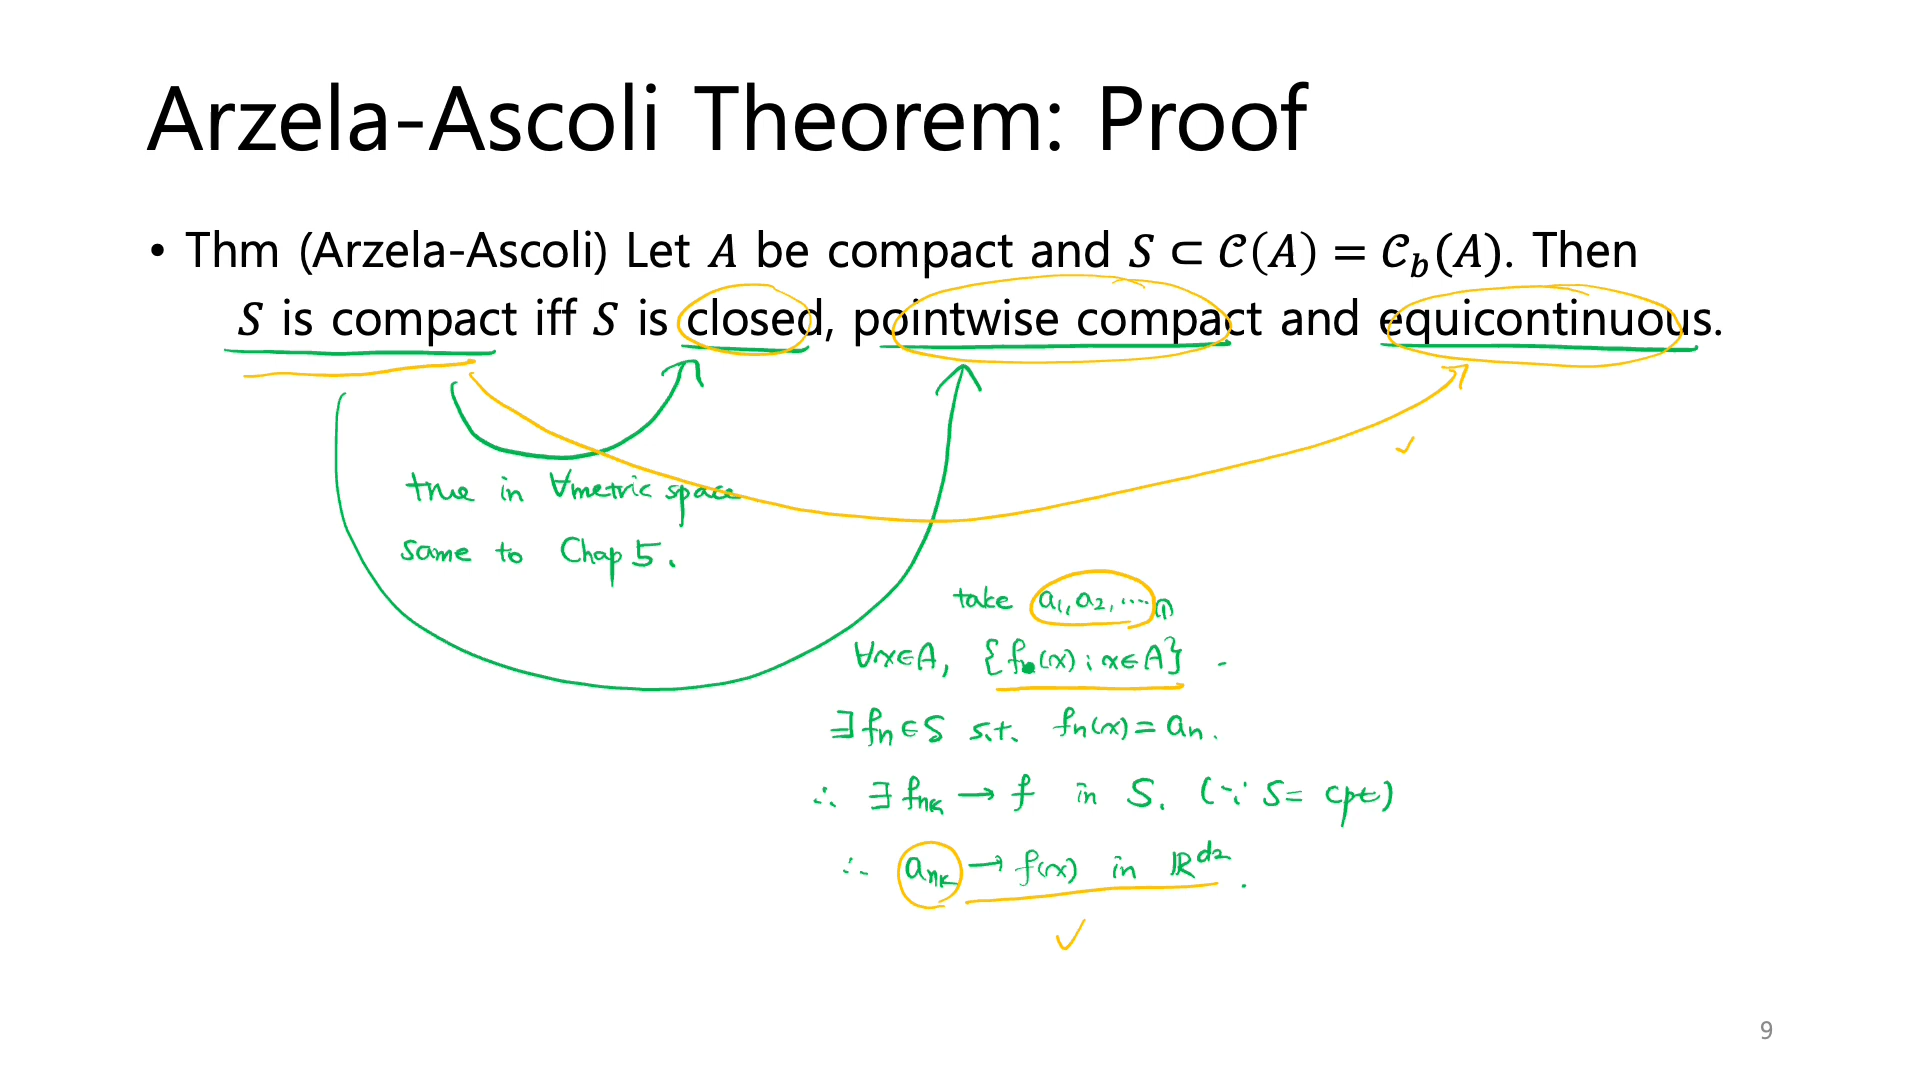 Arzela-Ascoli Theorem: Proof
• Thm (Arzela-Ascoli) Let A be compact and S ⊂ 𝒞(A) = 𝒞_b(A). Then
S is compact iff S is closed, pointwise compact and equicontinuous.
true in ∀metric space
same to Chap 5.
take a₁, a₂, ....
∀x∈A, {f(x) ; x∈A} .
∃ fₙ ∈ S s.t. fₙ(x) = aₙ.
∴ ∃ fₙₖ → f in S. (∵ S = cpt)
∴ aₙₖ → f(x) in ℝ^d₂.
9